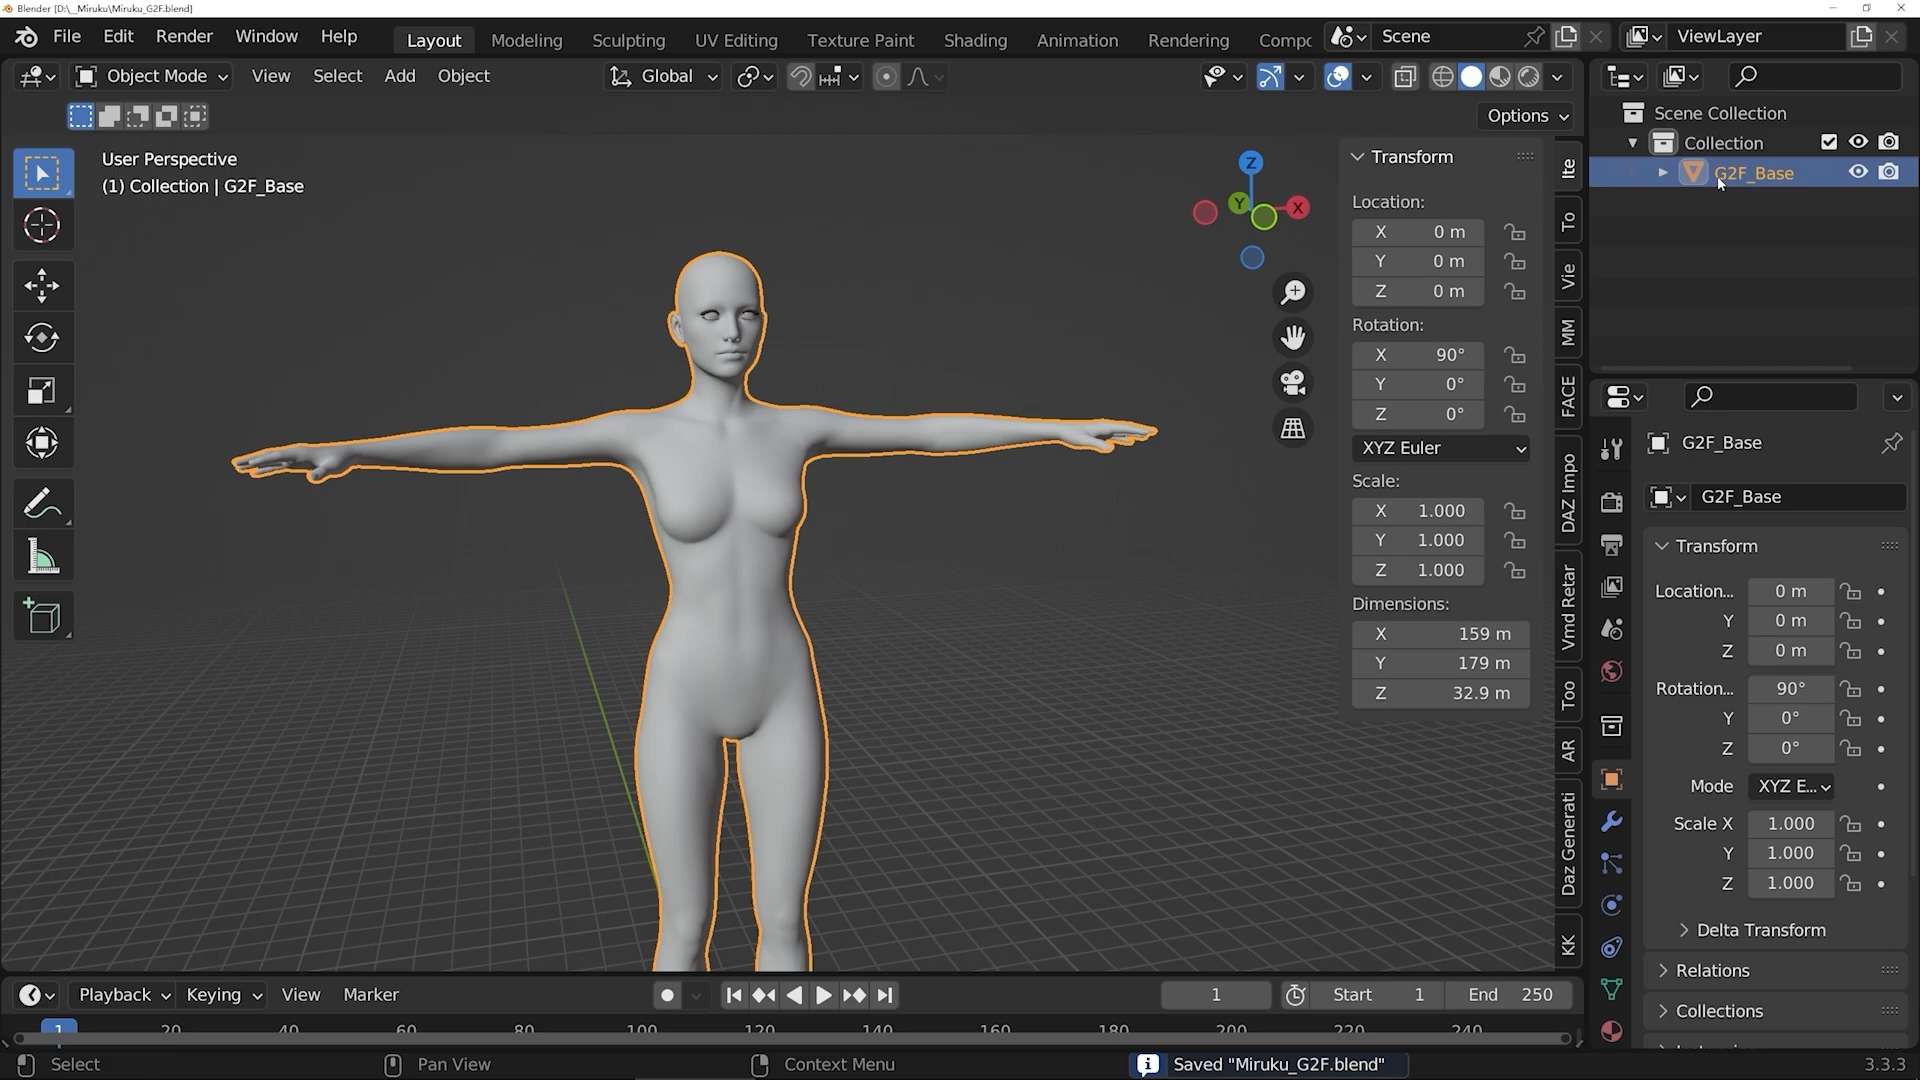 Blender [D:\__Miruku\Miruku_G2F.blend]
File Edit Render Window Help
Layout Modeling Sculpting UV Editing Texture Paint Shading Animation Rendering Compc
Scene
ViewLayer
Object Mode View Select Add Object
Global
Options
User Perspective
(1) Collection | G2F_Base
Z
Y
X
Transform
Location:
X 0 m
Y 0 m
Z 0 m
Rotation:
X 90°
Y 0°
Z 0°
XYZ Euler
Scale:
X 1.000
Y 1.000
Z 1.000
Dimensions:
X 159 m
Y 179 m
Z 32.9 m
Ite
To
Vie
MM
FACE
DAZ Impo
Vmd Retar
Too
AR
Daz Generati
KK
Scene Collection
Collection
G2F_Base
G2F_Base
G2F_Base
Transform
Location... 0 m
Y 0 m
Z 0 m
Rotation... 90°
Y 0°
Z 0°
Mode XYZ E...
Scale X 1.000
Y 1.000
Z 1.000
Delta Transform
Relations
Collections
Playback Keying View Marker
1
Start 1
End 250
1 20 40 60 80 100 120 140 160 180 200 220 240
Select
Pan View
Context Menu
Saved "Miruku_G2F.blend"
3.3.3